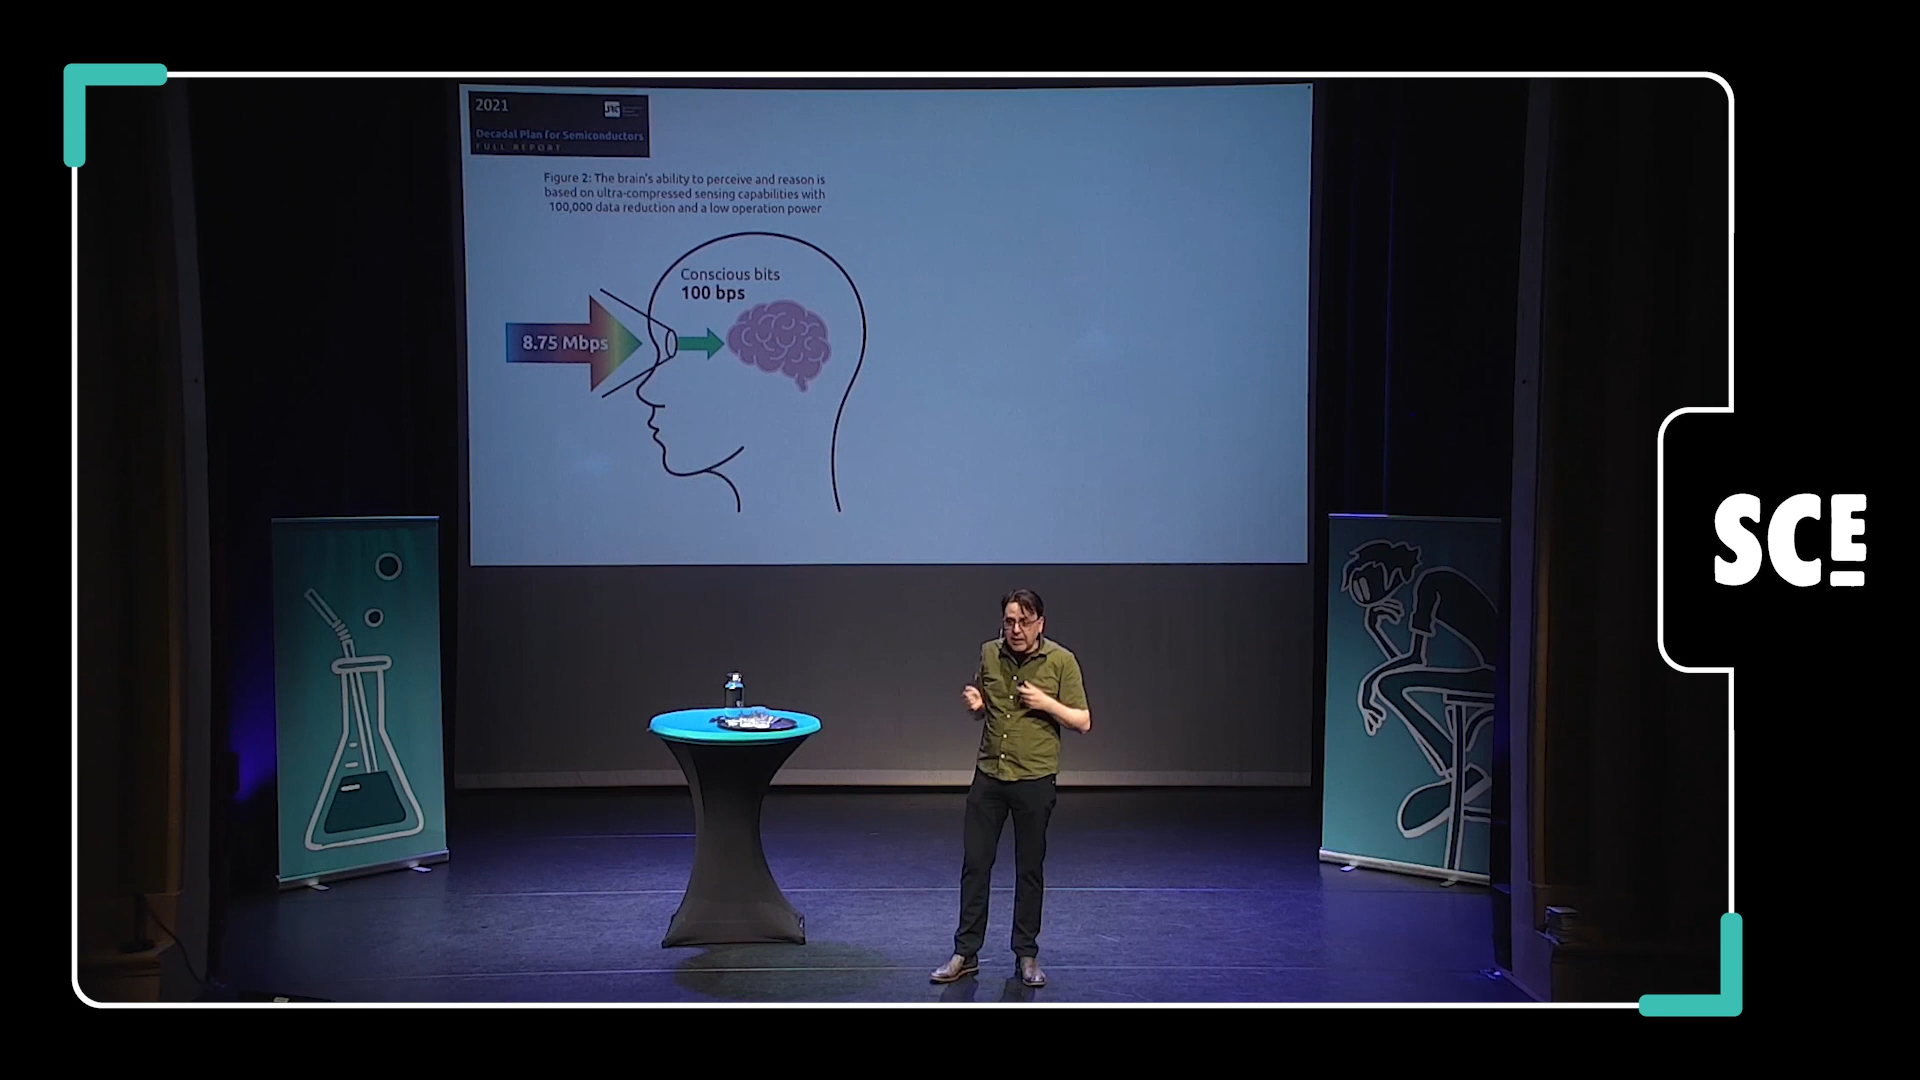 2021
SRC
Decadal Plan for Semiconductors
FULL REPORT
Figure 2: The brain's ability to perceive and reason is
based on ultra-compressed sensing capabilities with
100,000 data reduction and a low operation power
Conscious bits
100 bps
8.75 Mbps
SCE